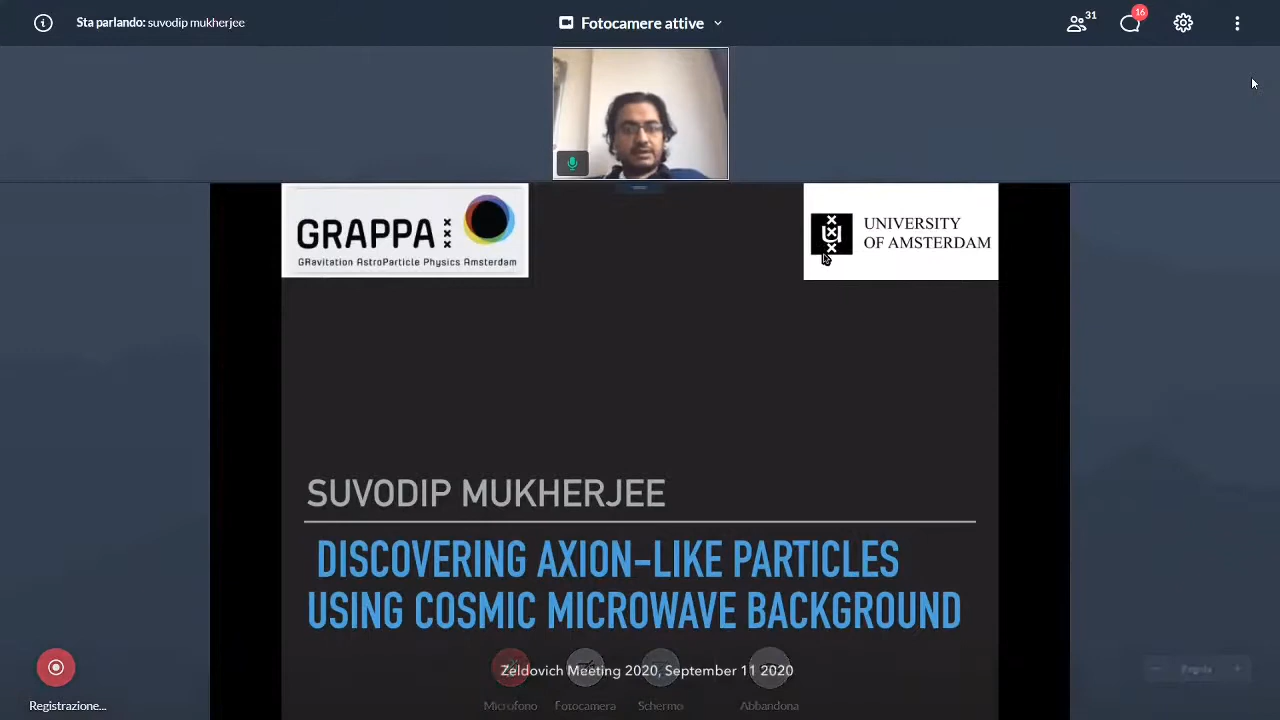 Sta parlando: suvodip mukherjee
Fotocamere attive
31
16
GRAPPA
GRavitation AstroParticle Physics Amsterdam
UNIVERSITY
OF AMSTERDAM
SUVODIP MUKHERJEE
DISCOVERING AXION-LIKE PARTICLES
USING COSMIC MICROWAVE BACKGROUND
Zeldovich Meeting 2020, September 11 2020
Registrazione...
Microfono
Fotocamera
Schermo
Abbandona